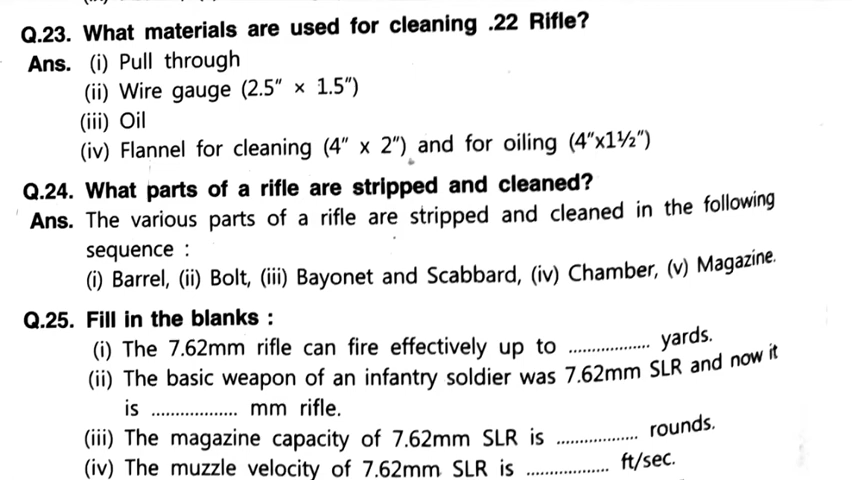 Q.23. What materials are used for cleaning .22 Rifle?
Ans. (i) Pull through
(ii) Wire gauge (2.5" × 1.5")
(iii) Oil
(iv) Flannel for cleaning (4" x 2") and for oiling (4"x1½")
Q.24. What parts of a rifle are stripped and cleaned?
Ans. The various parts of a rifle are stripped and cleaned in the following
sequence :
(i) Barrel, (ii) Bolt, (iii) Bayonet and Scabbard, (iv) Chamber, (v) Magazine.
Q.25. Fill in the blanks :
(i) The 7.62mm rifle can fire effectively up to .................. yards.
(ii) The basic weapon of an infantry soldier was 7.62mm SLR and now it
is ................... mm rifle.
(iii) The magazine capacity of 7.62mm SLR is .................. rounds.
(iv) The muzzle velocity of 7.62mm SLR is .................. ft/sec.